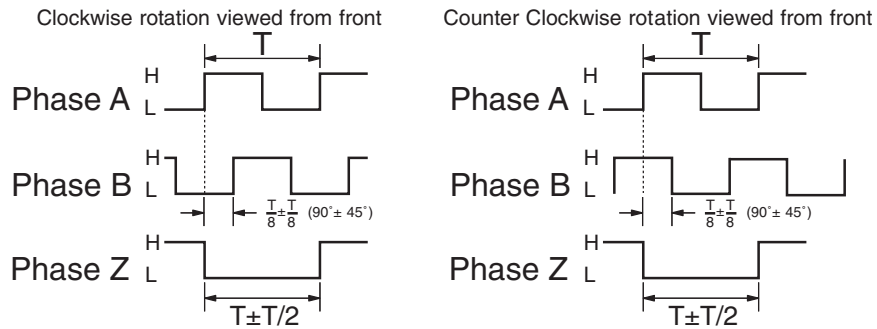 Clockwise rotation viewed from front
T
H
Phase A L
H
Phase B L
T/8±T/8 (90°± 45°)
H
Phase Z L
T±T/2
Counter Clockwise rotation viewed from front
T
H
Phase A L
H
Phase B L
T/8±T/8 (90°± 45°)
H
Phase Z L
T±T/2